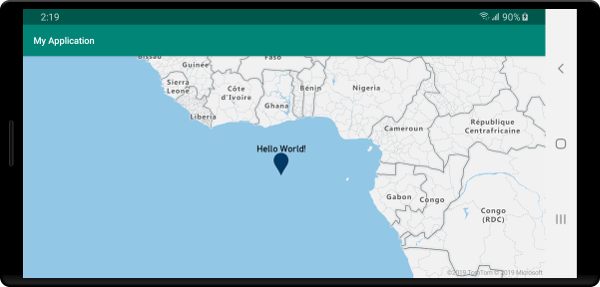 2:19
90%
My Application
Bissau
Guinée
Faso
Sierra
Leone
Côte
d'Ivoire
Bénin
Nigeria
Ghana
Liberia
Cameroun
République
Centrafricaine
Hello World!
Gabon
Congo
Congo
(RDC)
©2019 TomTom © 2019 Microsoft